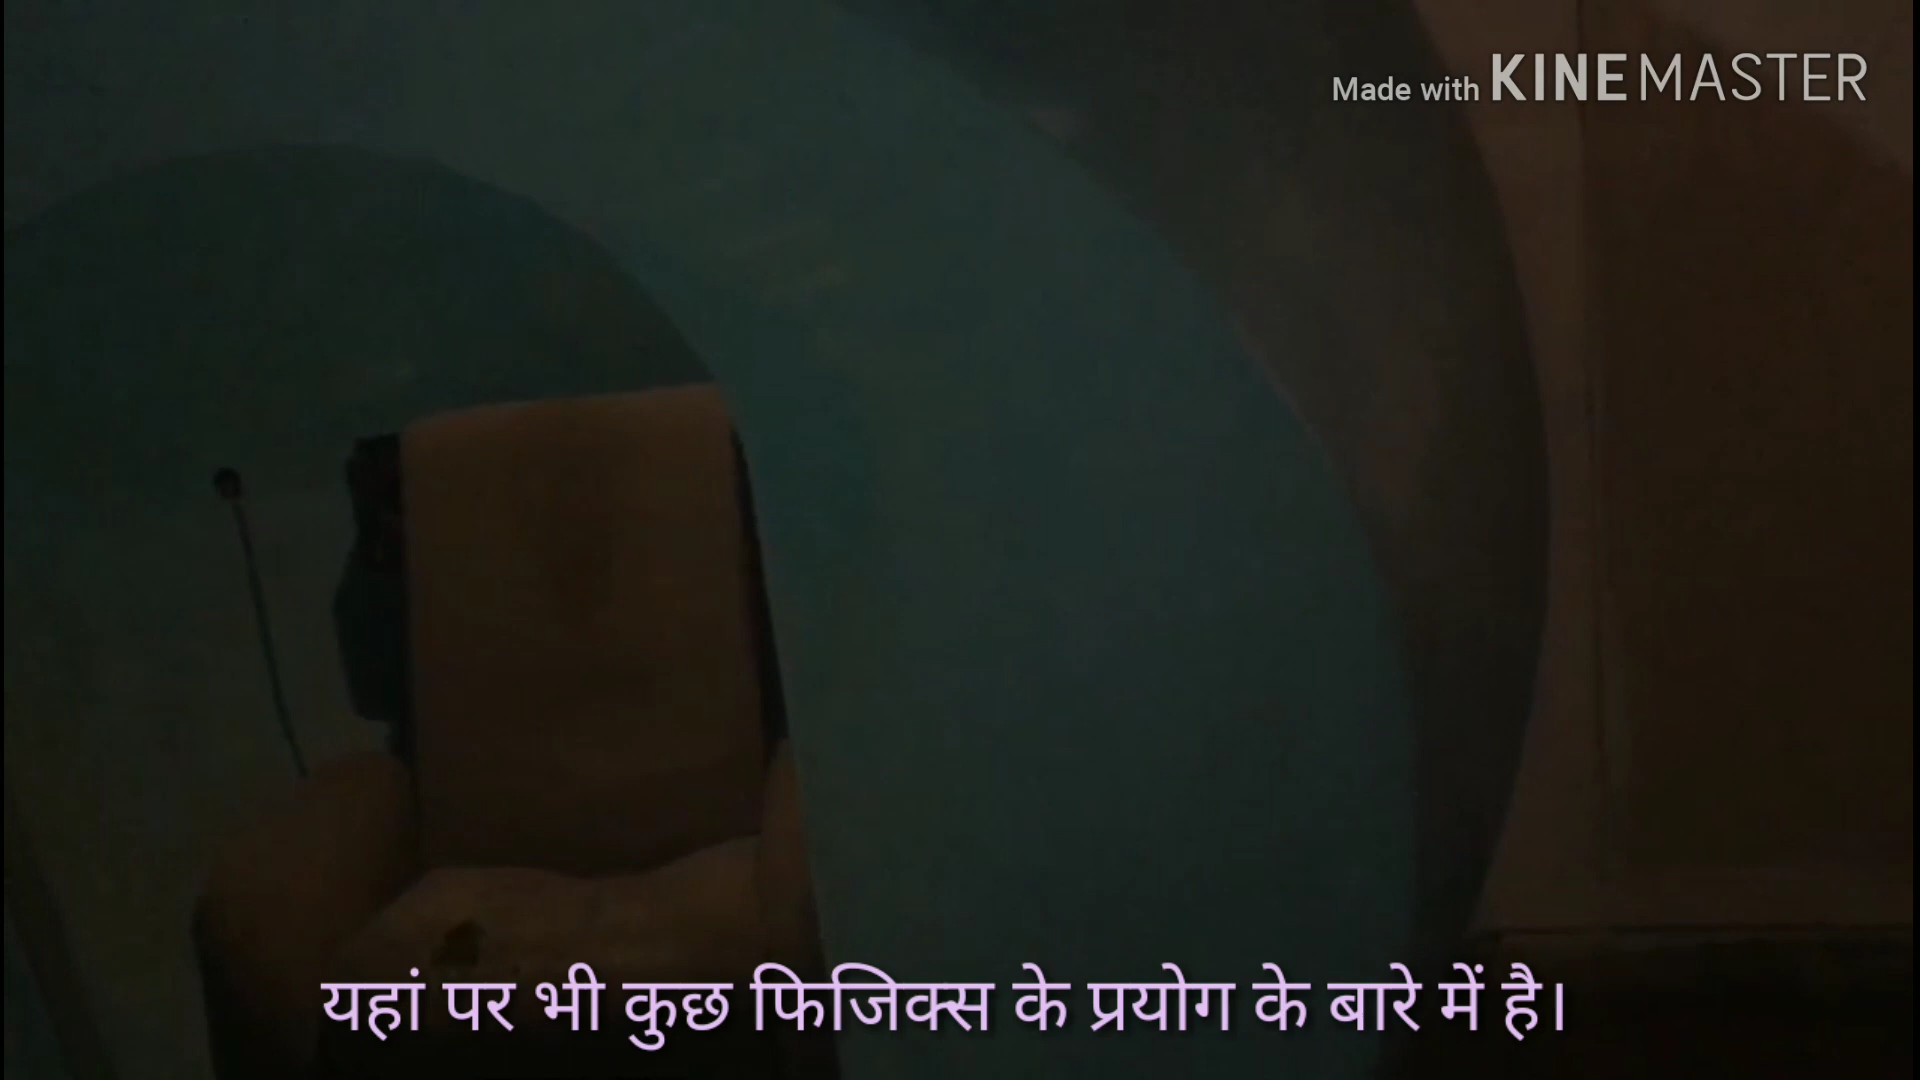 Made with KINEMASTER
यहां पर भी कुछ फिजिक्स के प्रयोग के बारे में है।